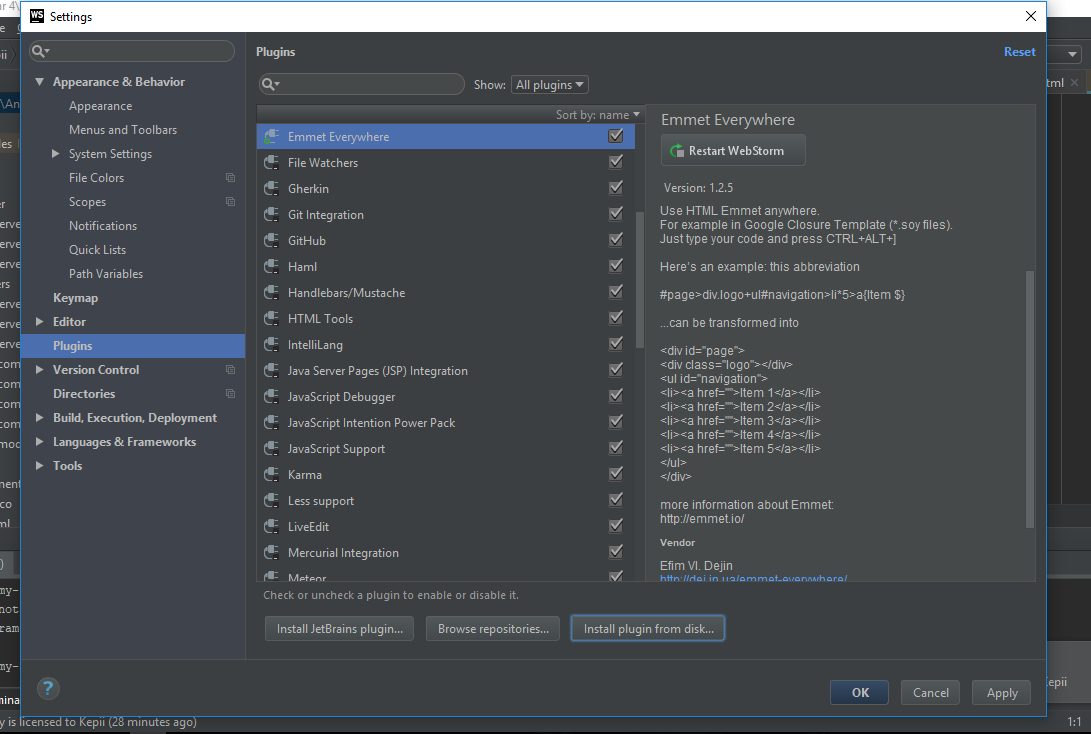 ar 4\
WS Settings
Plugins
Reset
Appearance & Behavior
Appearance
Menus and Toolbars
System Settings
File Colors
Scopes
Notifications
Quick Lists
Path Variables
Keymap
Editor
Plugins
Version Control
Directories
Build, Execution, Deployment
Languages & Frameworks
Tools
Show: All plugins
Sort by: name
Emmet Everywhere
File Watchers
Gherkin
Git Integration
GitHub
Haml
Handlebars/Mustache
HTML Tools
IntelliLang
Java Server Pages (JSP) Integration
JavaScript Debugger
JavaScript Intention Power Pack
JavaScript Support
Karma
Less support
LiveEdit
Mercurial Integration
Meteor
Emmet Everywhere
Restart WebStorm
Version: 1.2.5
Use HTML Emmet anywhere.
For example in Google Closure Template (*.soy files).
Just type your code and press CTRL+ALT+]
Here's an example: this abbreviation
#page>div.logo+ul#navigation>li*5>a{Item $}
...can be transformed into
<div id="page">
<div class="logo"></div>
<ul id="navigation">
<li><a href="">Item 1</a></li>
<li><a href="">Item 2</a></li>
<li><a href="">Item 3</a></li>
<li><a href="">Item 4</a></li>
<li><a href="">Item 5</a></li>
</ul>
</div>
more information about Emmet:
http://emmet.io/
Vendor
Efim VI. Dejin
http://dej.in.ua/emmet-everywhere/
Check or uncheck a plugin to enable or disable it.
Install JetBrains plugin...
Browse repositories...
Install plugin from disk...
?
OK
Cancel
Apply
y is licensed to Kepii (28 minutes ago)
1:1